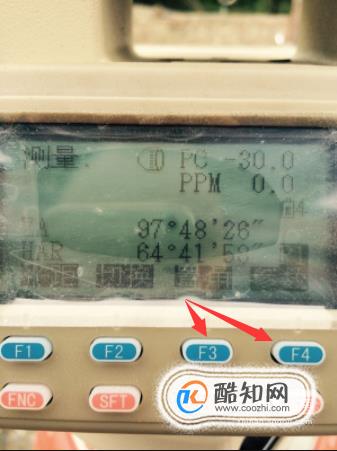 测量. PC -30.0
PPM 0.0
97°48'26"
HAR 64°41'58"
F1 F2 F3 F4
FNC SFT
酷知网
www.coozhi.com